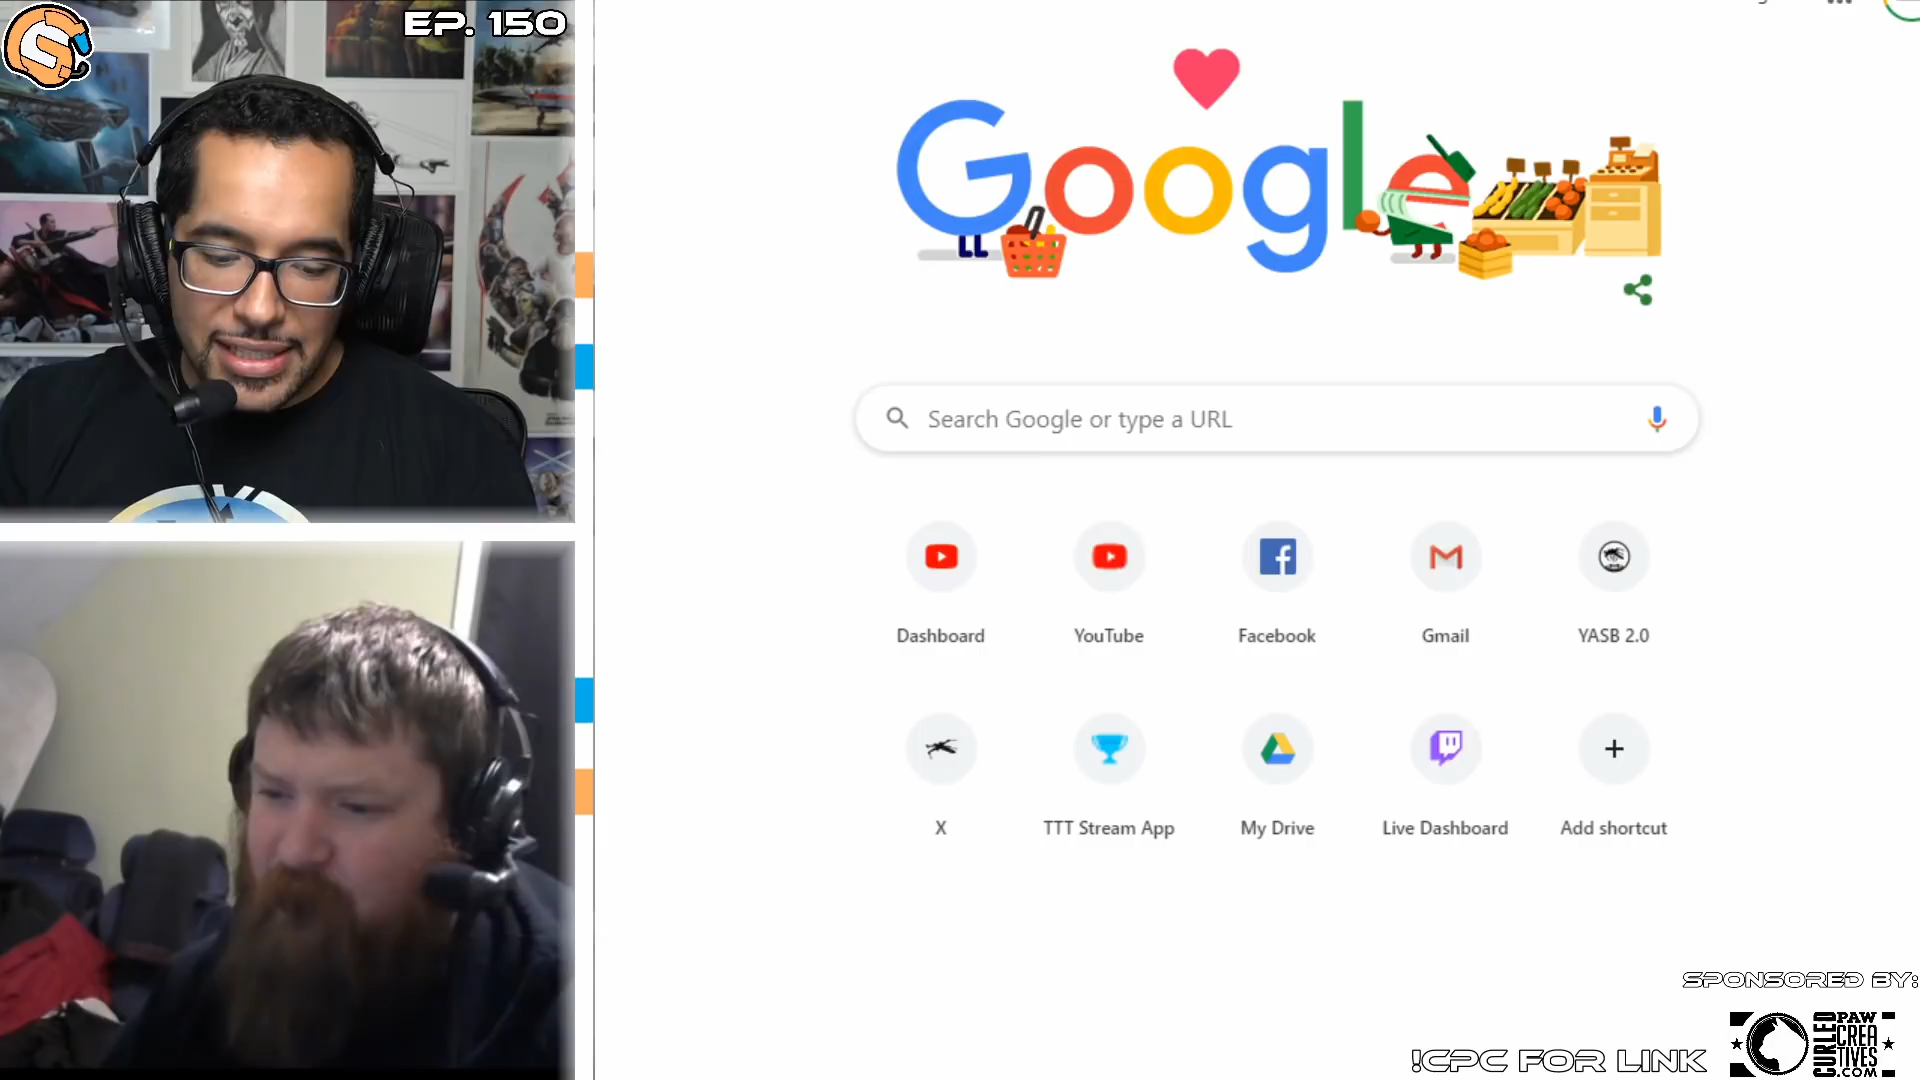 EP. 150
Google
Search Google or type a URL
Dashboard
YouTube
Facebook
Gmail
YASB 2.0
X
TTT Stream App
My Drive
Live Dashboard
Add shortcut
SPONSORED BY:
!CPC FOR LINK
CURLED
PAW
CREA
TIVES
.COM